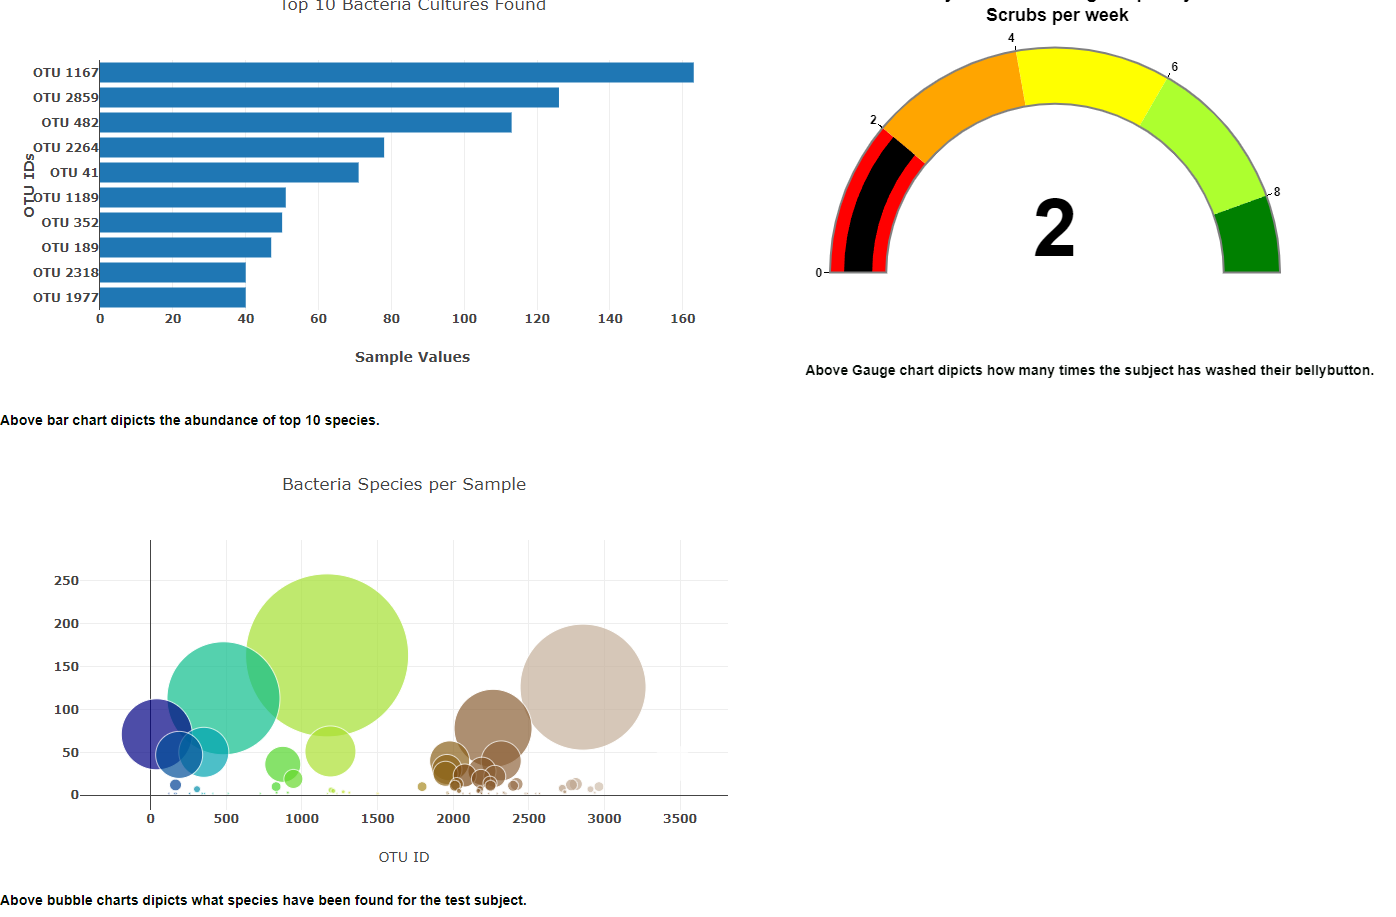 Top 10 Bacteria Cultures Found
OTU IDs
OTU 1167
OTU 2859
OTU 482
OTU 2264
OTU 41
OTU 1189
OTU 352
OTU 189
OTU 2318
OTU 1977
0 20 40 60 80 100 120 140 160
Sample Values
Above bar chart dipicts the abundance of top 10 species.
Scrubs per week
0
2
4
6
8
2
Above Gauge chart dipicts how many times the subject has washed their bellybutton.
Bacteria Species per Sample
250
200
150
100
50
0
0 500 1000 1500 2000 2500 3000 3500
OTU ID
Above bubble charts dipicts what species have been found for the test subject.